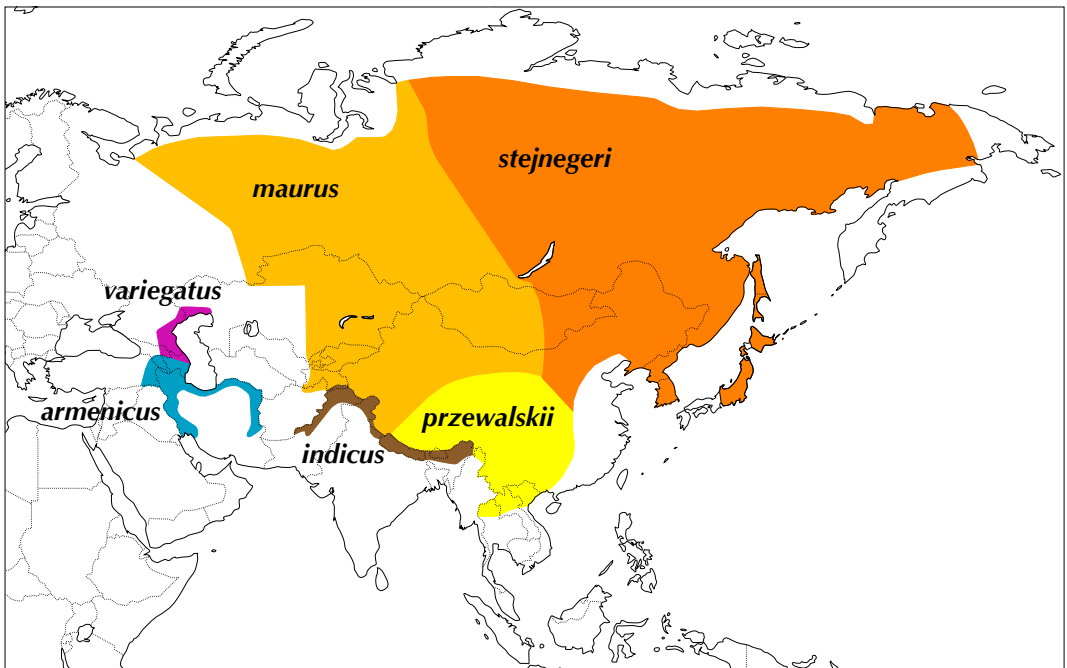 stejnegeri
maurus
variegatus
armenicus
przewalskii
indicus